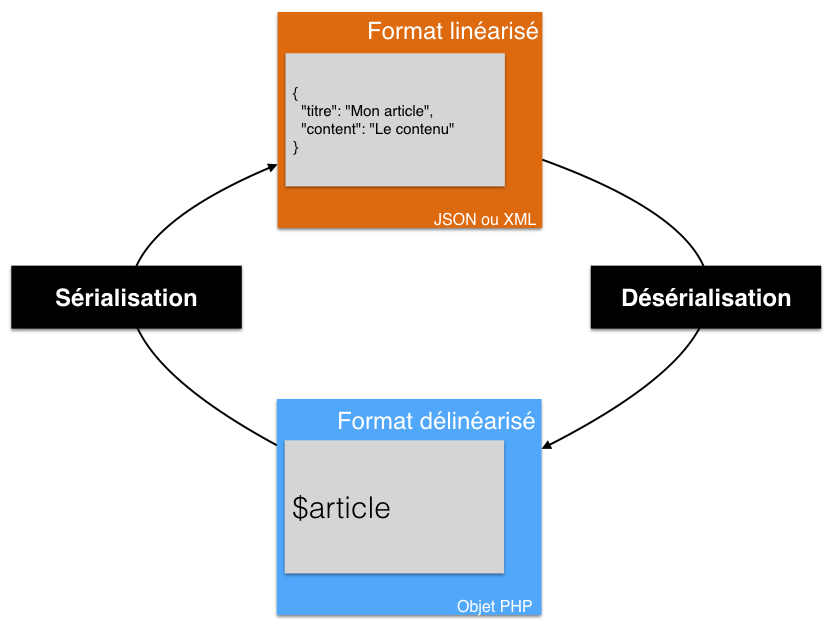 Format linéarisé
{
"titre": "Mon article",
"content": "Le contenu"
}
JSON ou XML
Sérialisation
Désérialisation
Format délinéarisé
$article
Objet PHP